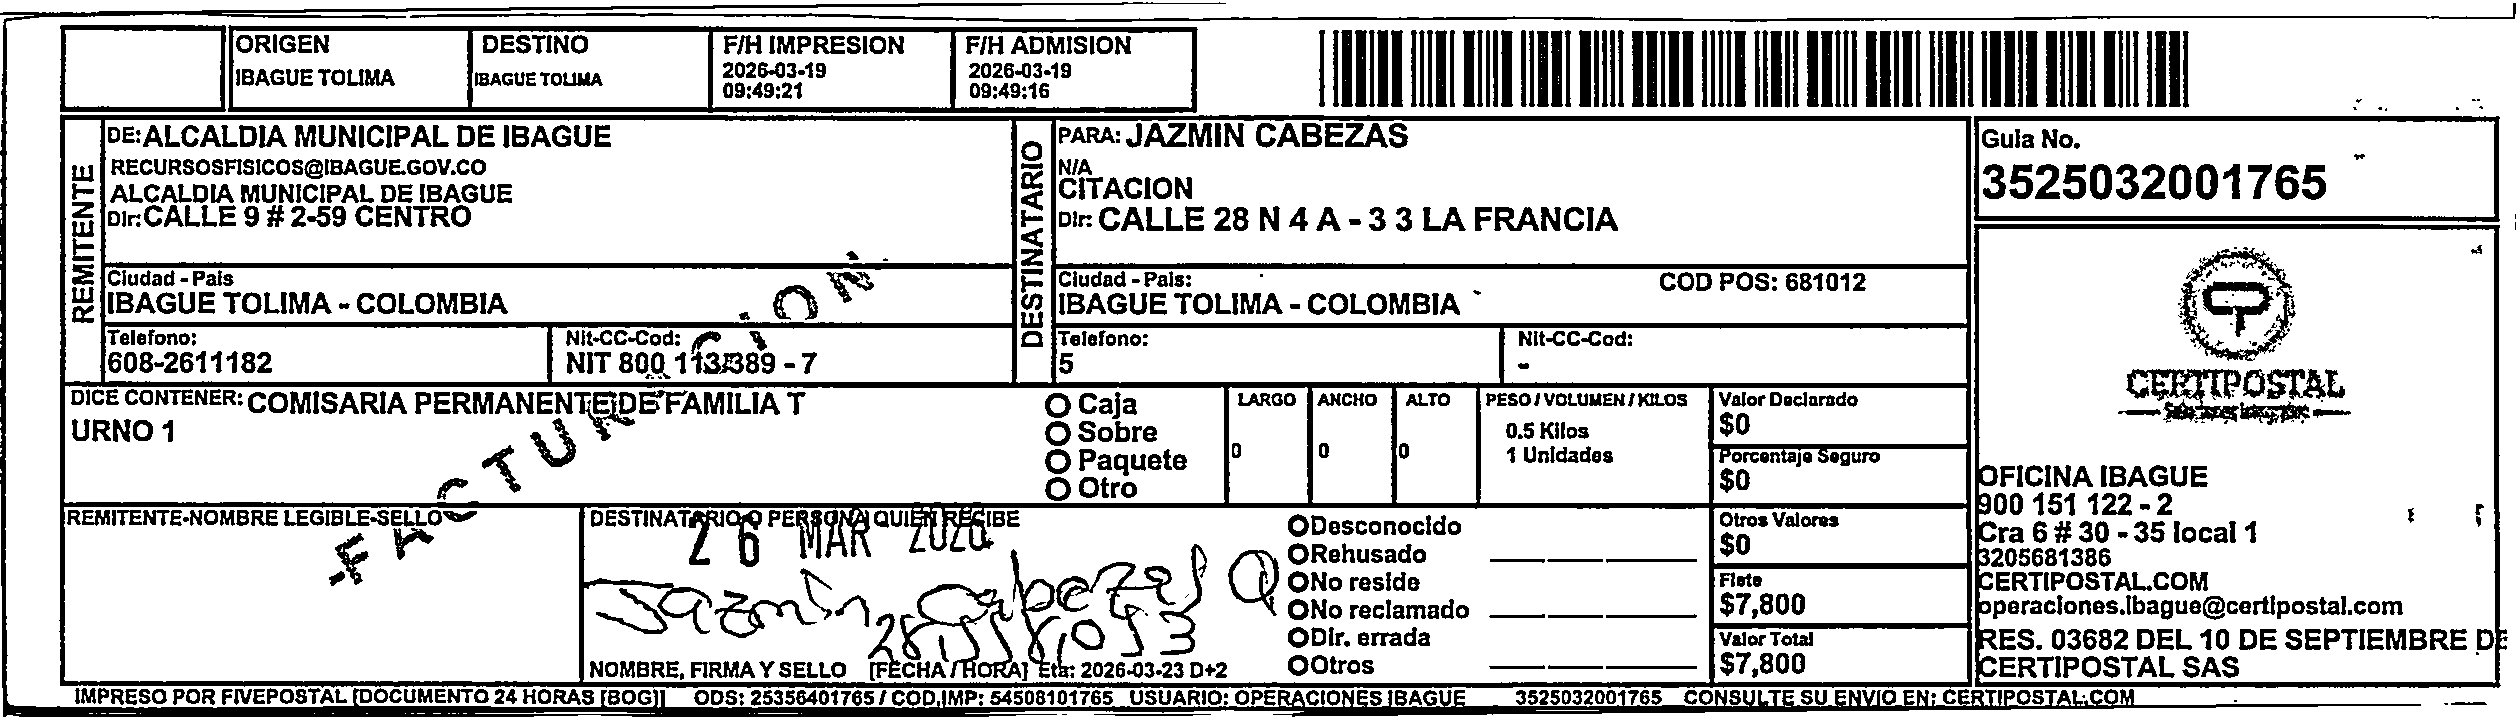 ORIGEN
IBAGUE TOLIMA
DESTINO
IBAGUE TOLIMA
F/H IMPRESION
2026-03-19
09:49:21
F/H ADMISION
2026-03-19
09:49:16
REMITENTE
DE: ALCALDIA MUNICIPAL DE IBAGUE
RECURSOSFISICOS@IBAGUE.GOV.CO
ALCALDIA MUNICIPAL DE IBAGUE
Dir: CALLE 9 # 2-59 CENTRO
Ciudad - Pais
IBAGUE TOLIMA - COLOMBIA
Telefono:
608-2611182
Nit-CC-Cod:
NIT 800 113389 - 7
DESTINATARIO
PARA: JAZMIN CABEZAS
N/A
CITACION
Dir: CALLE 28 N 4 A - 3 3 LA FRANCIA
Ciudad - Pais:
COD POS: 681012
IBAGUE TOLIMA - COLOMBIA
Telefono:
5
Nit-CC-Cod:
-
Guia No.
3525032001765
CERTIPOSTAL
OFICINA IBAGUE
900 151 122 - 2
Cra 6 # 30 - 35 local 1
3205681386
CERTIPOSTAL.COM
operaciones.ibague@certipostal.com
RES. 03682 DEL 10 DE SEPTIEMBRE DE
CERTIPOSTAL SAS
DICE CONTENER: COMISARIA PERMANENTE DE FAMILIA T
URNO 1
Caja
Sobre
Paquete
Otro
LARGO
0
ANCHO
0
ALTO
0
PESO / VOLUMEN / KILOS
0.5 Kilos
1 Unidades
Valor Declarado
$0
Porcentaje Seguro
$0
Otros Valores
$0
Flete
$7,800
Valor Total
$7,800
FACTURACION
REMITENTE-NOMBRE LEGIBLE-SELLO
DESTINATARIO O PERSONA QUIEN RECIBE
26 MAR 2026
Jazmin Cabezas
NOMBRE, FIRMA Y SELLO [FECHA / HORA] Eta: 2026-03-23 D+2
Desconocido
Rehusado
No reside
No reclamado
Dir. errada
Otros
IMPRESO POR FIVEPOSTAL [DOCUMENTO 24 HORAS [BOG]] ODS: 25356401765 / COD.IMP: 54508101765 USUARIO: OPERACIONES IBAGUE 3525032001765 CONSULTE SU ENVIO EN: CERTIPOSTAL.COM